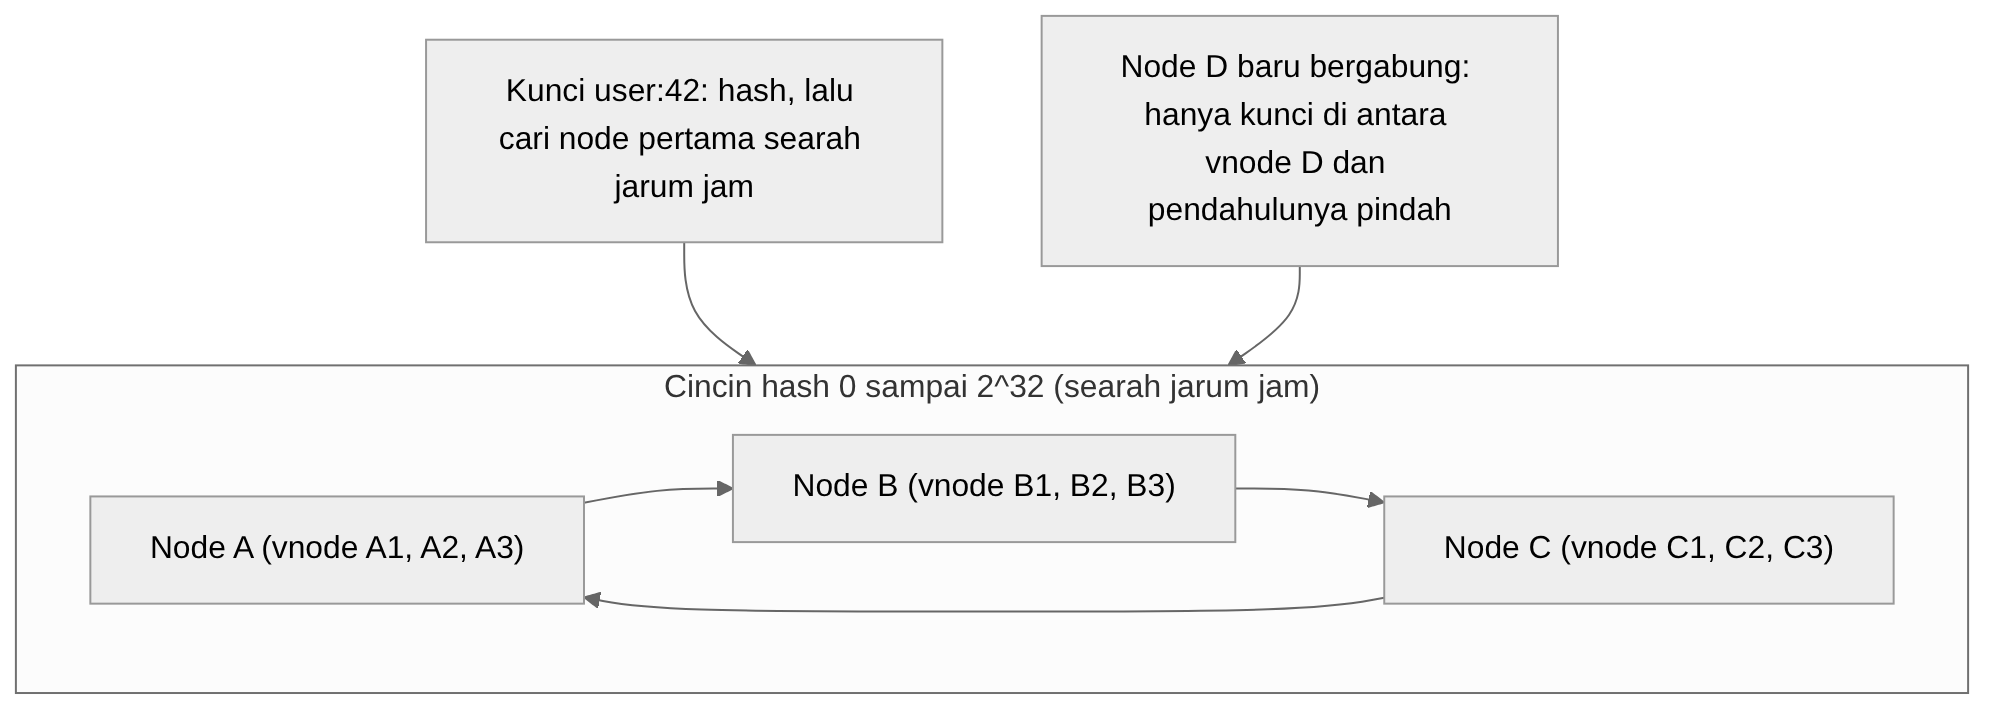 Kunci user:42: hash, lalu
cari node pertama searah
jarum jam
Node D baru bergabung:
hanya kunci di antara
vnode D dan
pendahulunya pindah
Cincin hash 0 sampai 2^32 (searah jarum jam)
Node A (vnode A1, A2, A3)
Node B (vnode B1, B2, B3)
Node C (vnode C1, C2, C3)